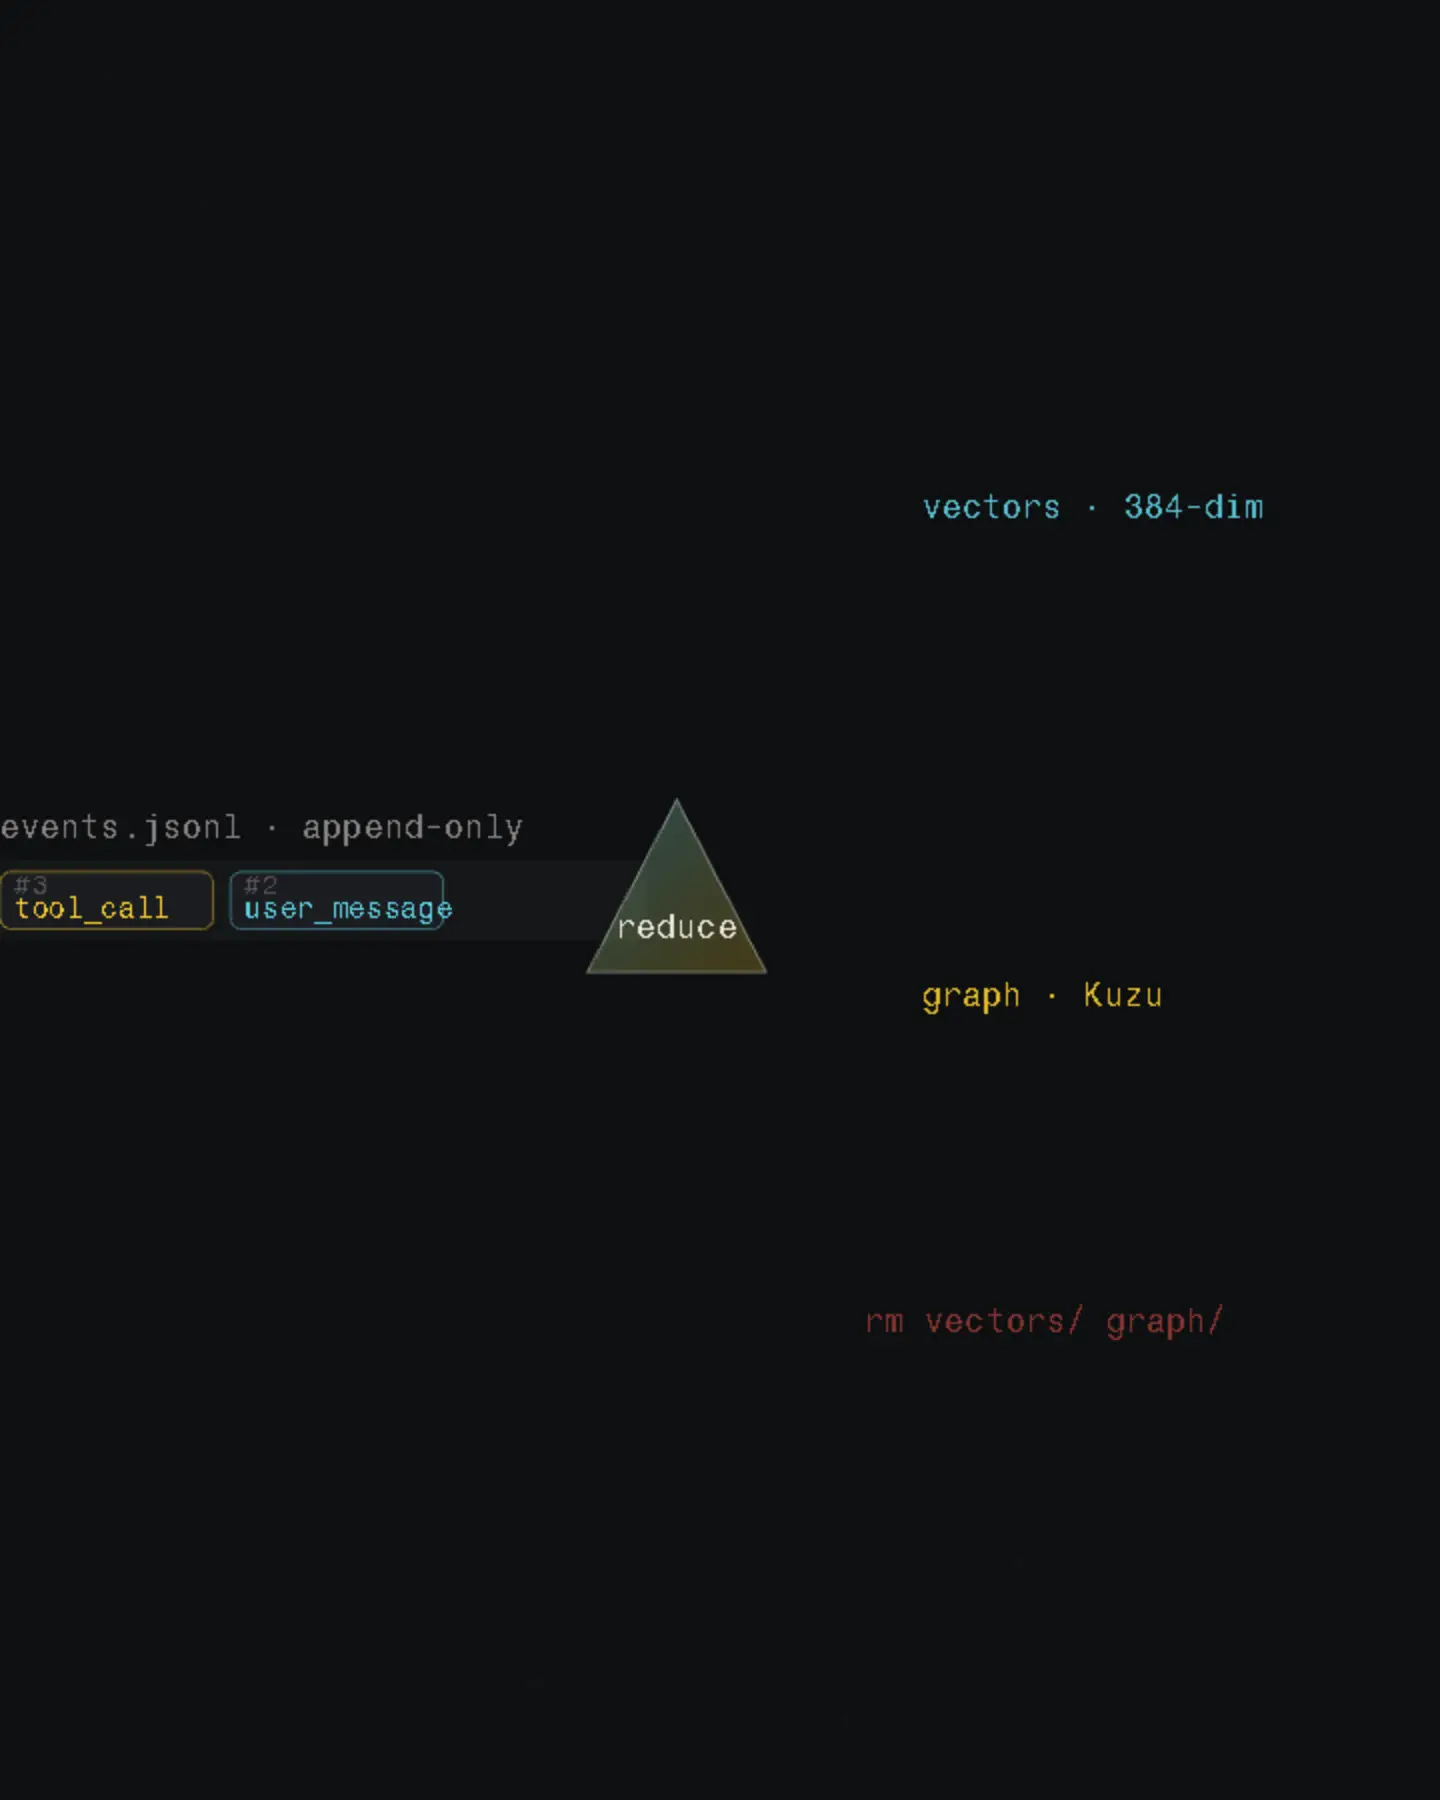 vectors · 384-dim
events.jsonl · append-only
#3
tool_call
#2
user_message
reduce
graph · Kuzu
rm vectors/ graph/